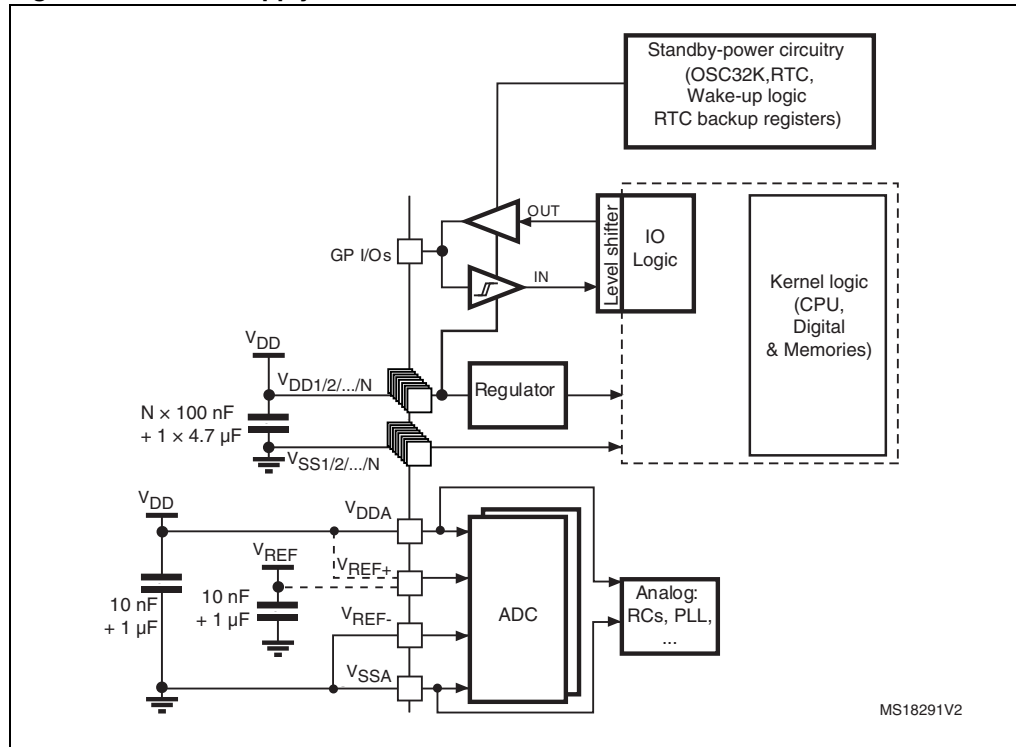 Standby-power circuitry
(OSC32K,RTC,
Wake-up logic
RTC backup registers)
OUT
IN
GP I/Os
Level shifter
IO
Logic
Kernel logic
(CPU,
Digital
& Memories)
VDD
VDD1/2/.../N
Regulator
N × 100 nF
+ 1 × 4.7 µF
VSS1/2/.../N
VDD
VDDA
VREF
VREF+
10 nF
+ 1 µF
10 nF
+ 1 µF
VREF-
ADC
Analog:
RCs, PLL,
...
VSSA
MS18291V2